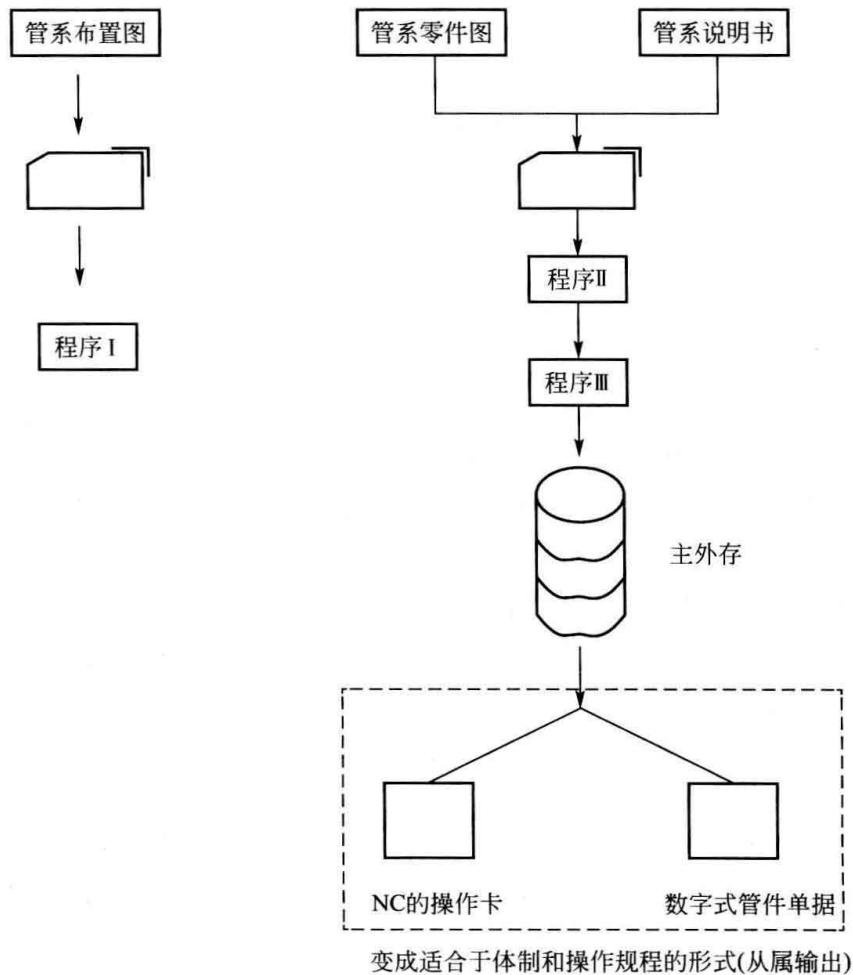 管系布置图
管系零件图
管系说明书
程序Ⅰ
程序Ⅱ
程序Ⅲ
主外存
NC的操作卡
数字式管件单据
变成适合于体制和操作规程的形式(从属输出)